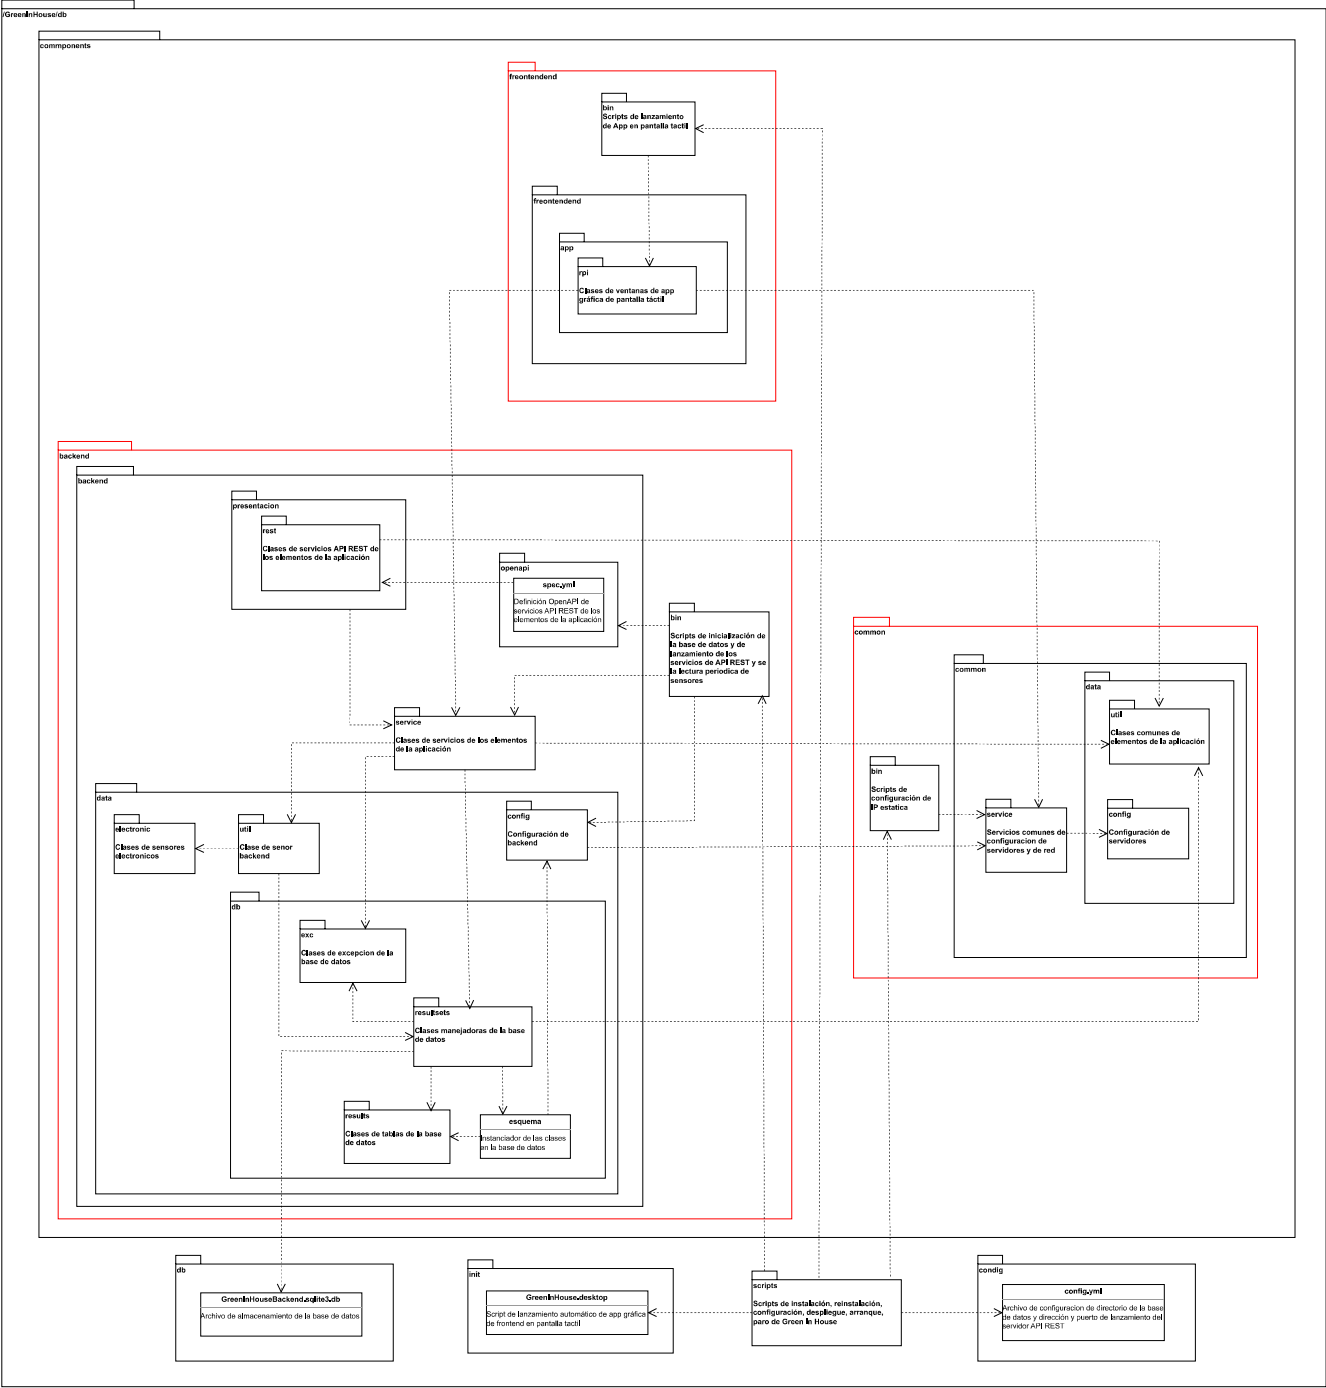 /GreenInHouse/db
commponents
freontendend
bin
Scripts de lanzamiento
de App en pantalla tactil
freontendend
app
rpi
Clases de ventanas de app
gráfica de pantalla táctil
backend
backend
presentacion
rest
Clases de servicios API REST de
los elementos de la aplicación
openapi
spec.yml
Definición OpenAPI de
servicios API REST de los
elementos de la aplicación
bin
Scripts de inicialización de
la base de datos y de
lanzamiento de los
servicios de API REST y se
la lectura periodica de
sensores
service
Clases de servicios de los elementos
de la aplicación
data
electronic
Clases de sensores
electronicos
util
Clase de senor
backend
config
Configuración de
backend
db
exc
Clases de excepcion de la
base de datos
resultsets
Clases manejadoras de la base
de datos
results
Clases de tablas de la base
de datos
esquema
Instanciador de las clases
en la base de datos
common
common
data
util
Clases comunes de
elementos de la aplicación
bin
Scripts de
configuración de
IP estatica
service
Servicios comunes de
configuracion de
servidores y de red
config
Configuración de
servidores
db
GreenInHouseBackend.sqlite3.db
Archivo de almacenamiento de la base de datos
init
GreenInHouse.desktop
Script de lanzamiento automático de app gráfica
de frontend en pantalla tactil
scripts
Scripts de instalación, reinstalación,
configuración, despliegue, arranque,
paro de Green In House
condig
config.yml
Archivo de configuracion de directorio de la base
de datos y dirección y puerto de lanzamiento del
servidor API REST